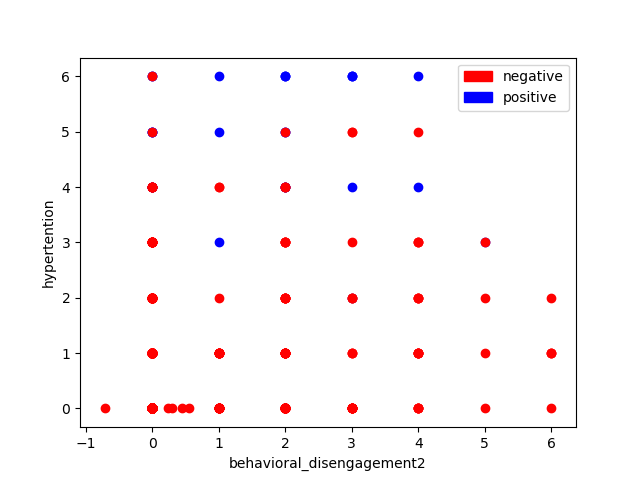 negative
positive
6
5
4
3
2
1
0
hypertention
−1 0 1 2 3 4 5 6
behavioral_disengagement2